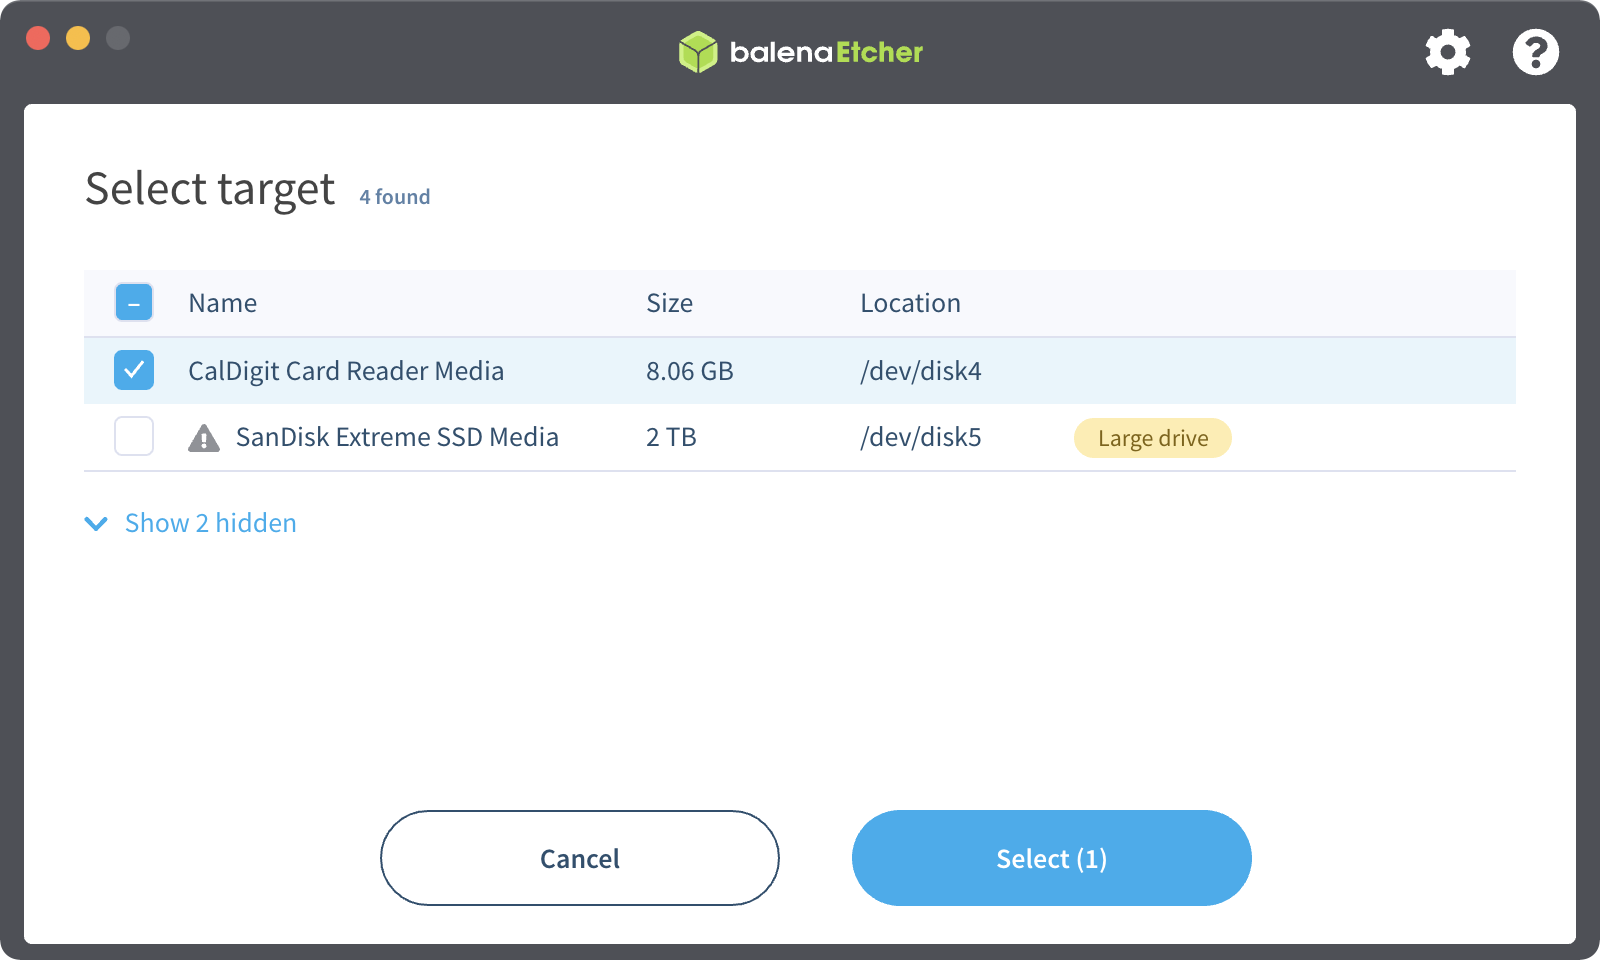 balenaEtcher
Select target 4 found
Name Size Location
CalDigit Card Reader Media 8.06 GB /dev/disk4
SanDisk Extreme SSD Media 2 TB /dev/disk5 Large drive
Show 2 hidden
Cancel Select (1)